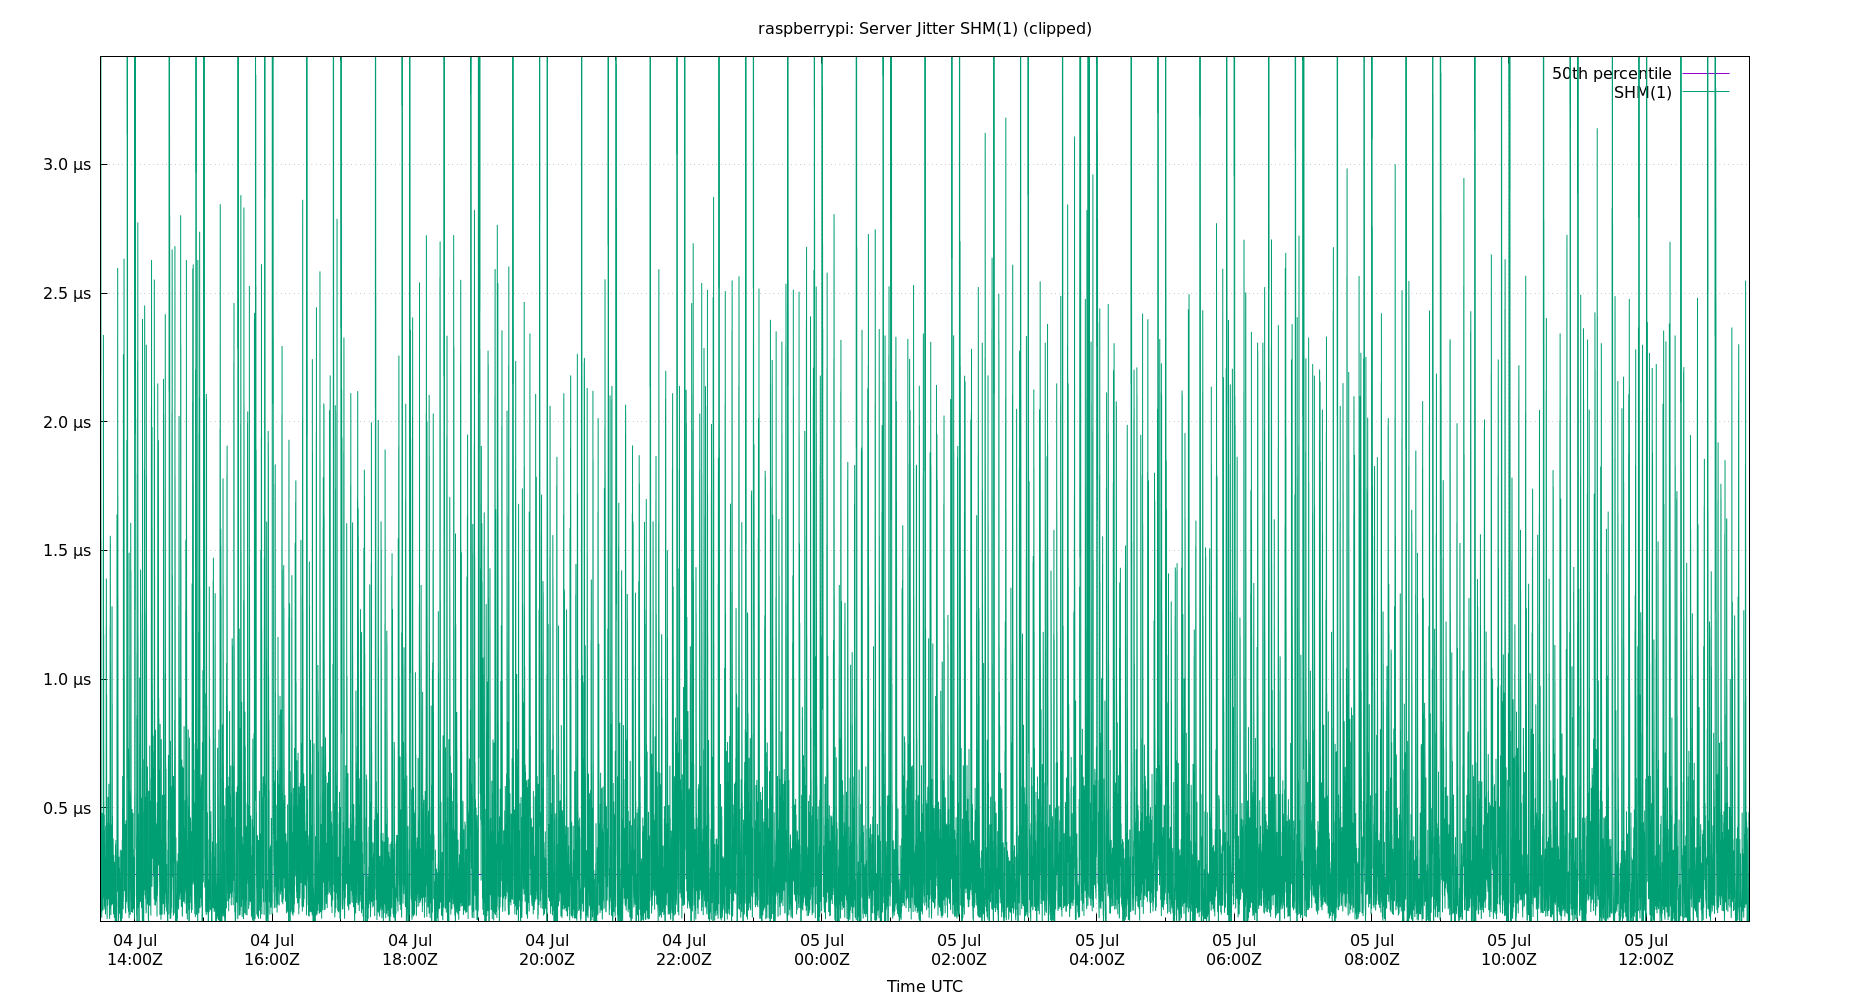 raspberrypi: Server Jitter SHM(1) (clipped)
50th percentile
SHM(1)
3.0 µs
2.5 µs
2.0 µs
1.5 µs
1.0 µs
0.5 µs
04 Jul 04 Jul 04 Jul 04 Jul 04 Jul 05 Jul 05 Jul 05 Jul 05 Jul 05 Jul 05 Jul 05 Jul
14:00Z 16:00Z 18:00Z 20:00Z 22:00Z 00:00Z 02:00Z 04:00Z 06:00Z 08:00Z 10:00Z 12:00Z
Time UTC